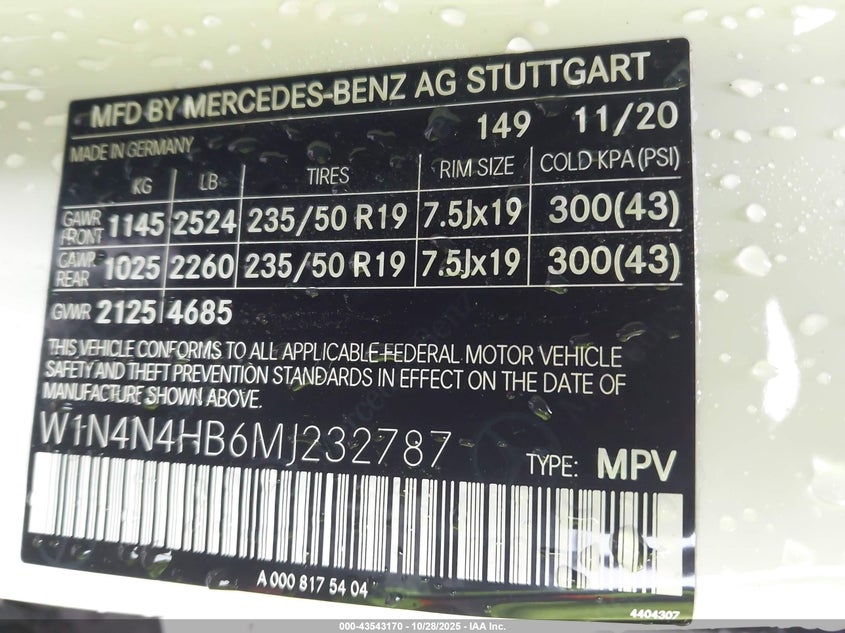 MFD BY MERCEDES-BENZ AG STUTTGART
149 11/20
MADE IN GERMANY
KG LB TIRES RIM SIZE COLD KPA (PSI)
GAWR FRONT 1145 2524 235/50 R19 7.5Jx19 300(43)
GAWR REAR 1025 2260 235/50 R19 7.5Jx19 300(43)
GVWR 2125 4685
THIS VEHICLE CONFORMS TO ALL APPLICABLE FEDERAL MOTOR VEHICLE
SAFETY AND THEFT PREVENTION STANDARDS IN EFFECT ON THE DATE OF
MANUFACTURE SHOWN ABOVE.
W1N4N4HB6MJ232787
TYPE: MPV
A 000 817 54 04
4404307
000-43543170 - 10/28/2025 - IAA Inc.